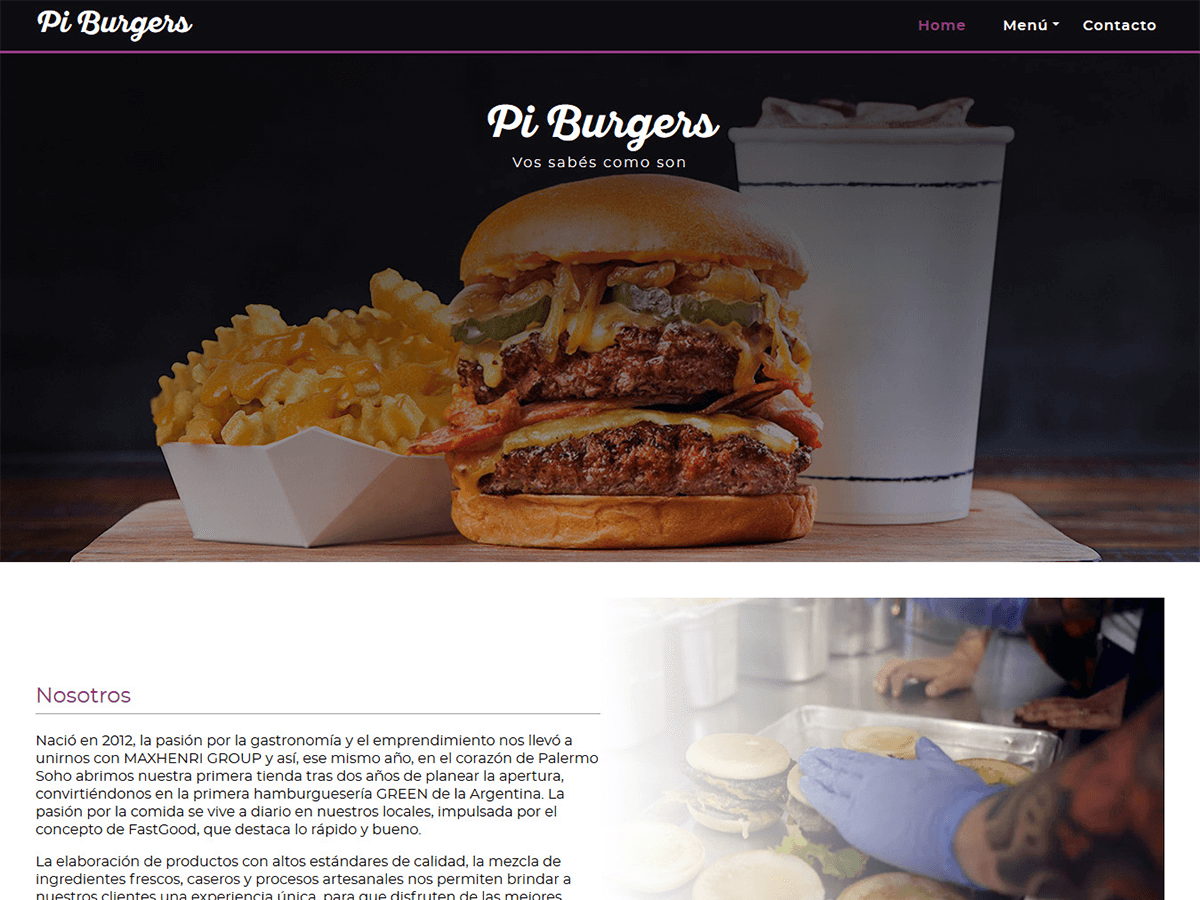 Pi Burgers
Home Menú Contacto
Pi Burgers
Vos sabés como son
Nosotros
Nació en 2012, la pasión por la gastronomía y el emprendimiento nos llevó a
unirnos con MAXHENRI GROUP y así, ese mismo año, en el corazón de Palermo
Soho abrimos nuestra primera tienda tras dos años de planear la apertura,
convirtiéndonos en la primera hamburguesería GREEN de la Argentina. La
pasión por la comida se vive a diario en nuestros locales, impulsada por el
concepto de FastGood, que destaca lo rápido y bueno.
La elaboración de productos con altos estándares de calidad, la mezcla de
ingredientes frescos, caseros y procesos artesanales nos permiten brindar a
nuestros clientes una experiencia única, para que disfruten de las mejores